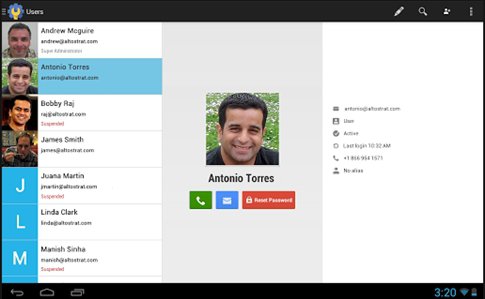 Users
Andrew Mcguire
andrew@altostrat.com
Super Administrator
Antonio Torres
antonio@altostrat.com
Bobby Raj
raj@altostrat.com
Suspended
James Smith
james@altostrat.com
J
Juana Martin
jmartin@altostrat.com
Suspended
L
Linda Clark
linda@altostrat.com
M
Manish Sinha
manish@altostrat.com
Suspended
Antonio Torres
Reset Password
antonio@altostrat.com
User
Active
Last login 10:32 AM
+1 866 954 1571
No alias
3:20